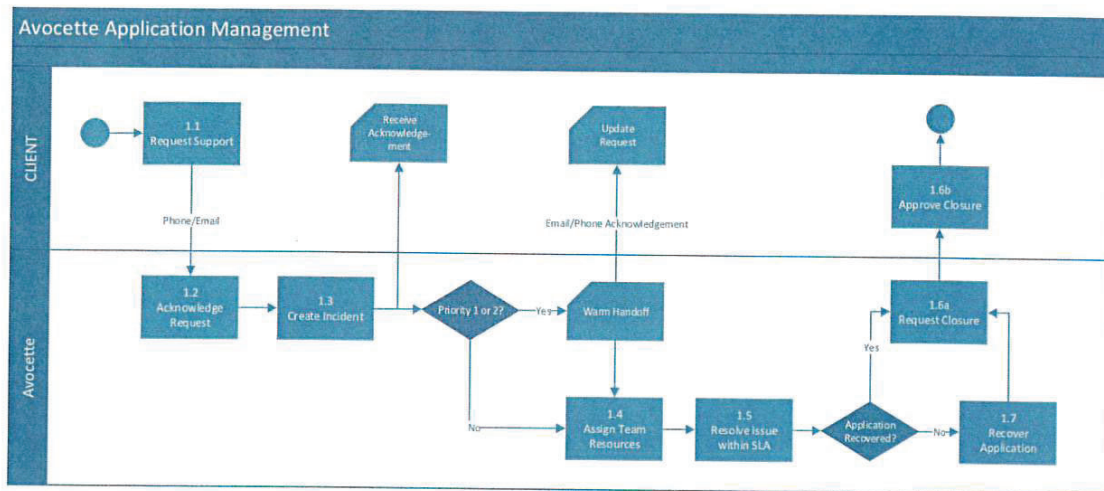 Avocette Application Management
CLIENT
1.1
Request Support
Receive
Acknowledge-
ment
Update
Request
1.6b
Approve Closure
Phone/Email
Email/Phone Acknowledgement
Avocette
1.2
Acknowledge
Request
1.3
Create Incident
Priority 1 or 2?
Yes
Warm Handoff
1.6a
Request Closure
Yes
No
1.4
Assign Team
Resources
1.5
Resolve Issue
within SLA
Application
Recovered?
No
1.7
Recover
Application